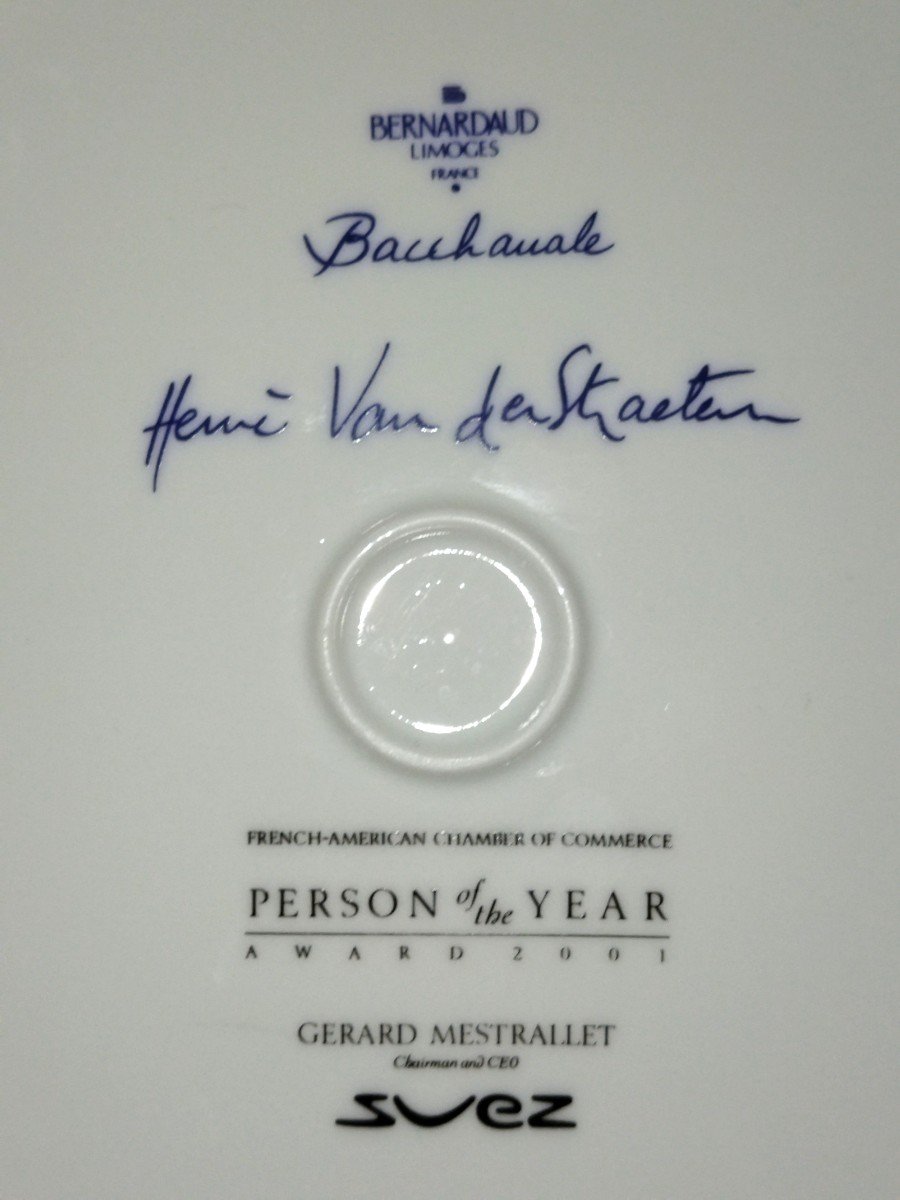 B
BERNARDAUD
LIMOGES
FRANCE
Bacchanale
Hervé Van der Straeten
FRENCH-AMERICAN CHAMBER OF COMMERCE
PERSON of the YEAR
AWARD 2001
GERARD MESTRALLET
Chairman and CEO
suez